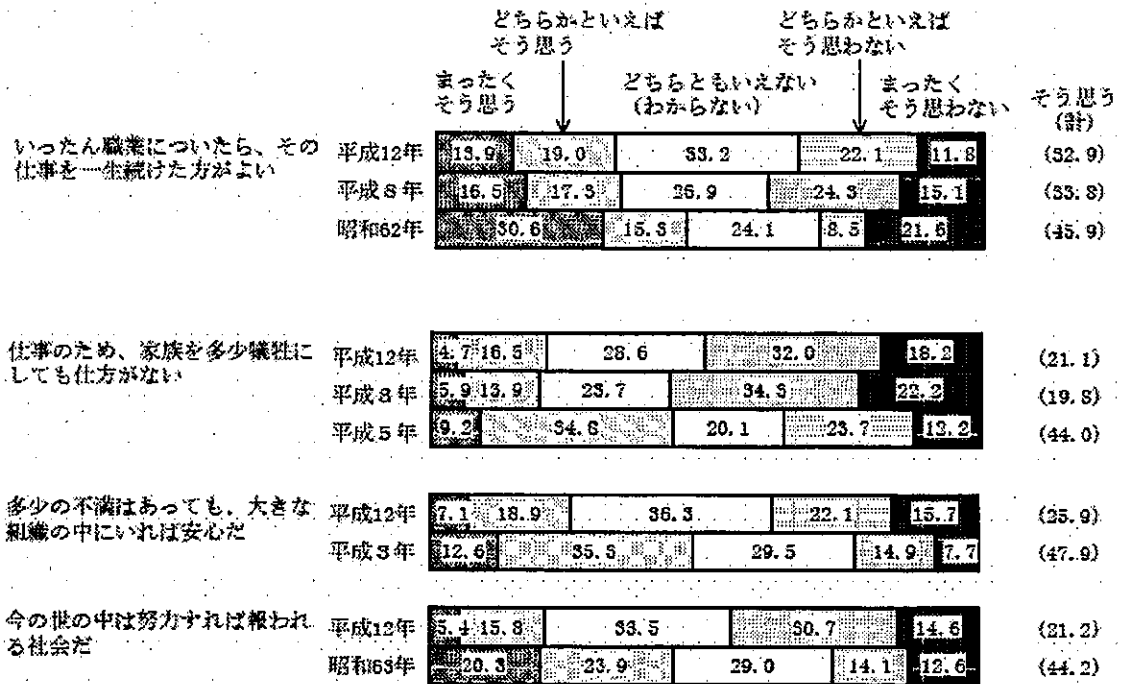 どちらかといえば
そう思う
どちらかといえば
そう思わない
まったく
そう思う
どちらともいえない
(わからない)
まったく
そう思わない
そう思う
(計)
いったん職業についたら、その
仕事を一生続けた方がよい
平成12年 13.9 19.0 33.2 22.1 11.8 (32.9)
平成8年 16.5 17.3 26.9 24.3 15.1 (33.8)
昭和62年 30.6 15.3 24.1 8.5 21.6 (45.9)
仕事のため、家族を多少犠牲に
しても仕方がない
平成12年 4.7 16.5 28.6 32.0 18.2 (21.1)
平成8年 5.9 13.9 23.7 34.3 22.2 (19.8)
平成5年 9.2 34.8 20.1 23.7 12.2 (44.0)
多少の不満はあっても、大きな
組織の中にいれば安心だ
平成12年 7.1 18.9 36.3 22.1 15.7 (25.9)
平成3年 12.6 35.3 29.5 14.9 7.7 (47.9)
今の世の中は努力すれば報われ
る社会だ
平成12年 5.4 15.8 33.5 30.7 14.6 (21.2)
昭和63年 20.3 23.9 29.0 14.1 12.6 (44.2)